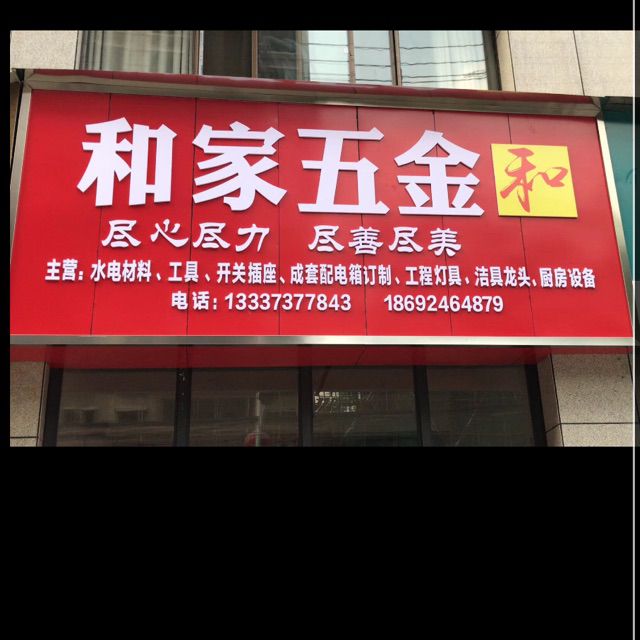 和家五金 和
尽心尽力 尽善尽美
主营：水电材料、工具、开关插座、成套配电箱订制、工程灯具、洁具龙头、厨房设备
电话：13337377843 18692464879